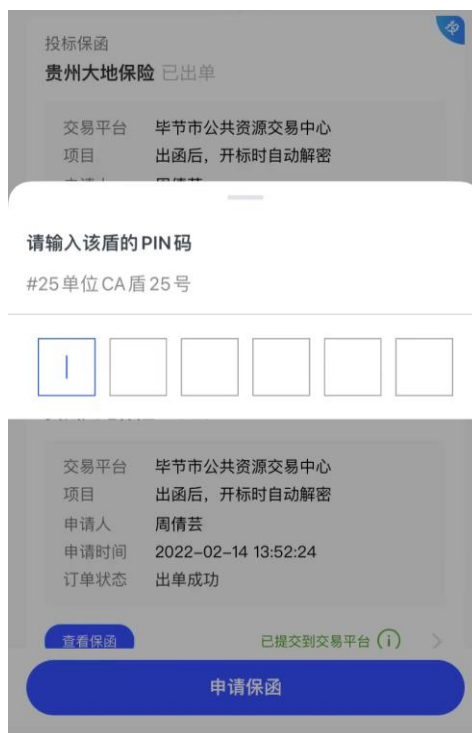 投标保函
贵州大地保险 已出单
交易平台 毕节市公共资源交易中心
项目 出函后，开标时自动解密
请输入该盾的PIN码
#25单位CA盾25号
交易平台 毕节市公共资源交易中心
项目 出函后，开标时自动解密
申请人 周倩芸
申请时间 2022-02-14 13:52:24
订单状态 出单成功
查看保函 已提交到交易平台
申请保函